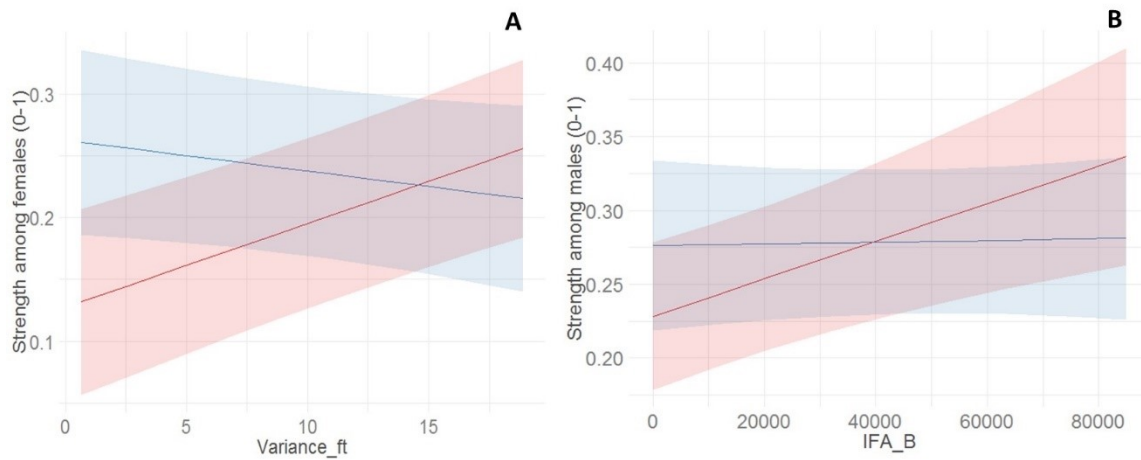 A
Strength among females (0-1)
0.3
0.2
0.1
0 5 10 15
Variance_ft
B
Strength among males (0-1)
0.40
0.35
0.30
0.25
0.20
0 20000 40000 60000 80000
IFA_B